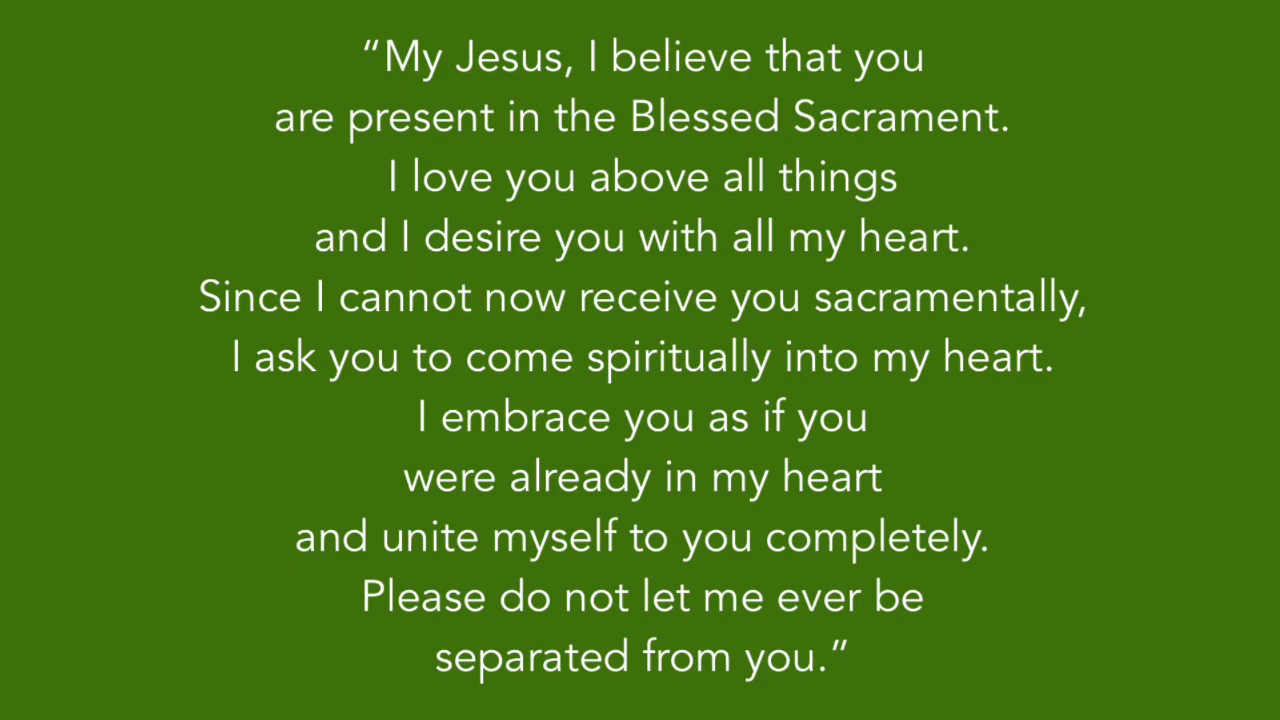 “My Jesus, I believe that you
are present in the Blessed Sacrament.
I love you above all things
and I desire you with all my heart.
Since I cannot now receive you sacramentally,
I ask you to come spiritually into my heart.
I embrace you as if you
were already in my heart
and unite myself to you completely.
Please do not let me ever be
separated from you.”